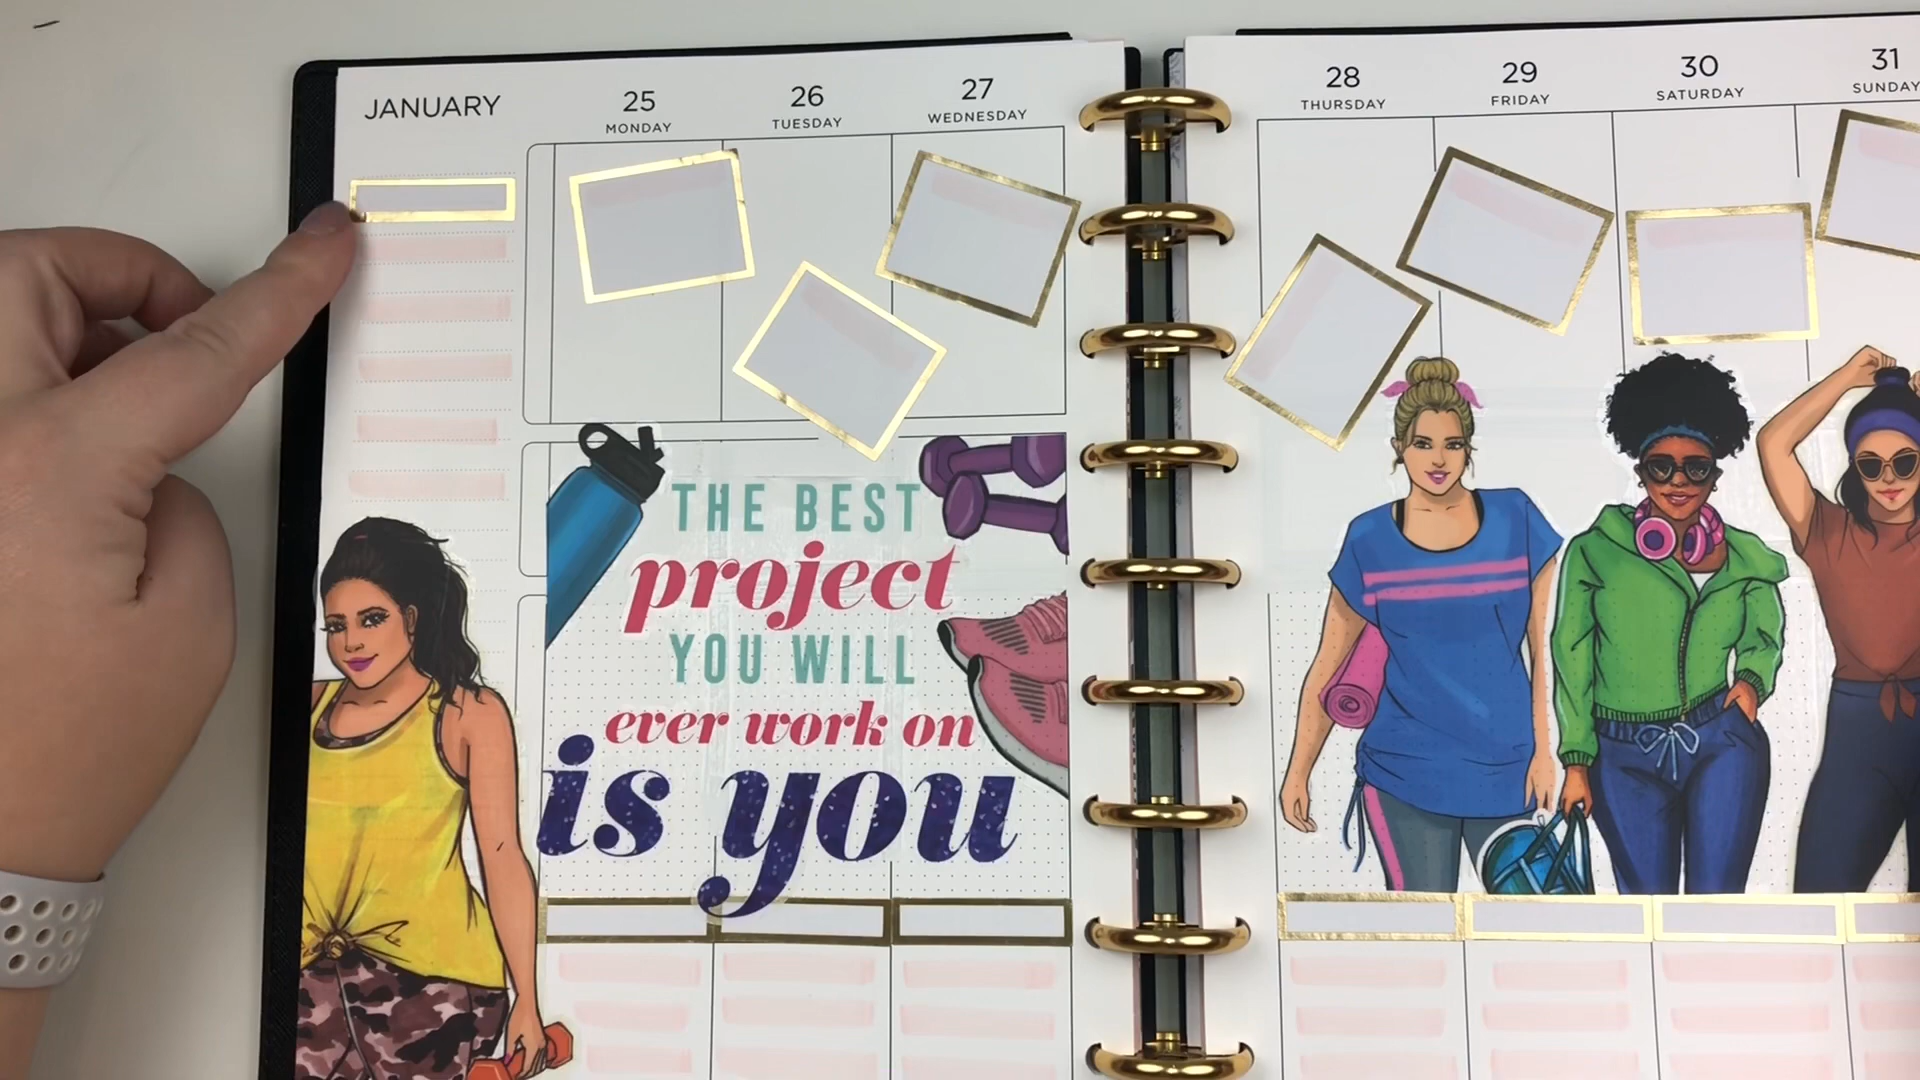 JANUARY
25
MONDAY
26
TUESDAY
27
WEDNESDAY
28
THURSDAY
29
FRIDAY
30
SATURDAY
31
SUNDAY
THE BEST
project
YOU WILL
ever work on
is you